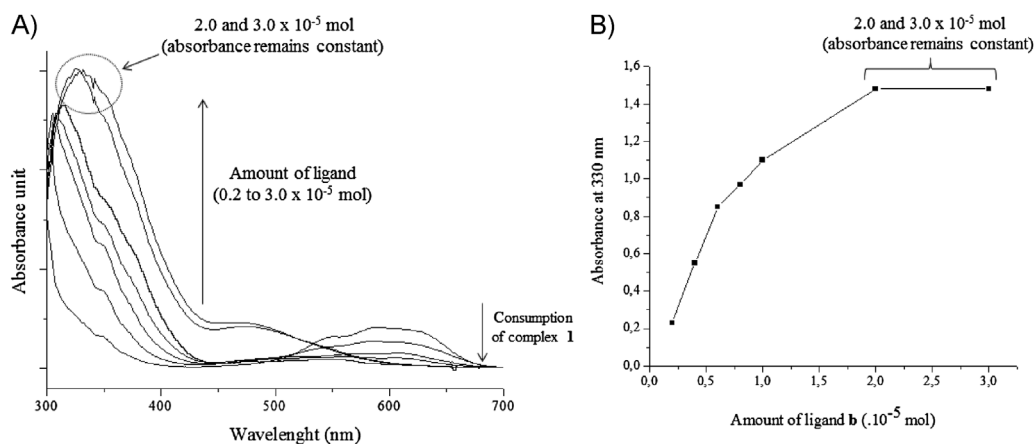 A)
2.0 and 3.0 x 10-5 mol
(absorbance remains constant)
Amount of ligand
(0.2 to 3.0 x 10-5 mol)
Consumption
of complex 1
Absorbance unit
300
400
500
600
700
Wavelenght (nm)
B)
2.0 and 3.0 x 10-5 mol
(absorbance remains constant)
Absorbance at 330 nm
1,6
1,4
1,2
1,0
0,8
0,6
0,4
0,2
0,0
0,0
0,5
1,0
1,5
2,0
2,5
3,0
Amount of ligand b (.10-5 mol)